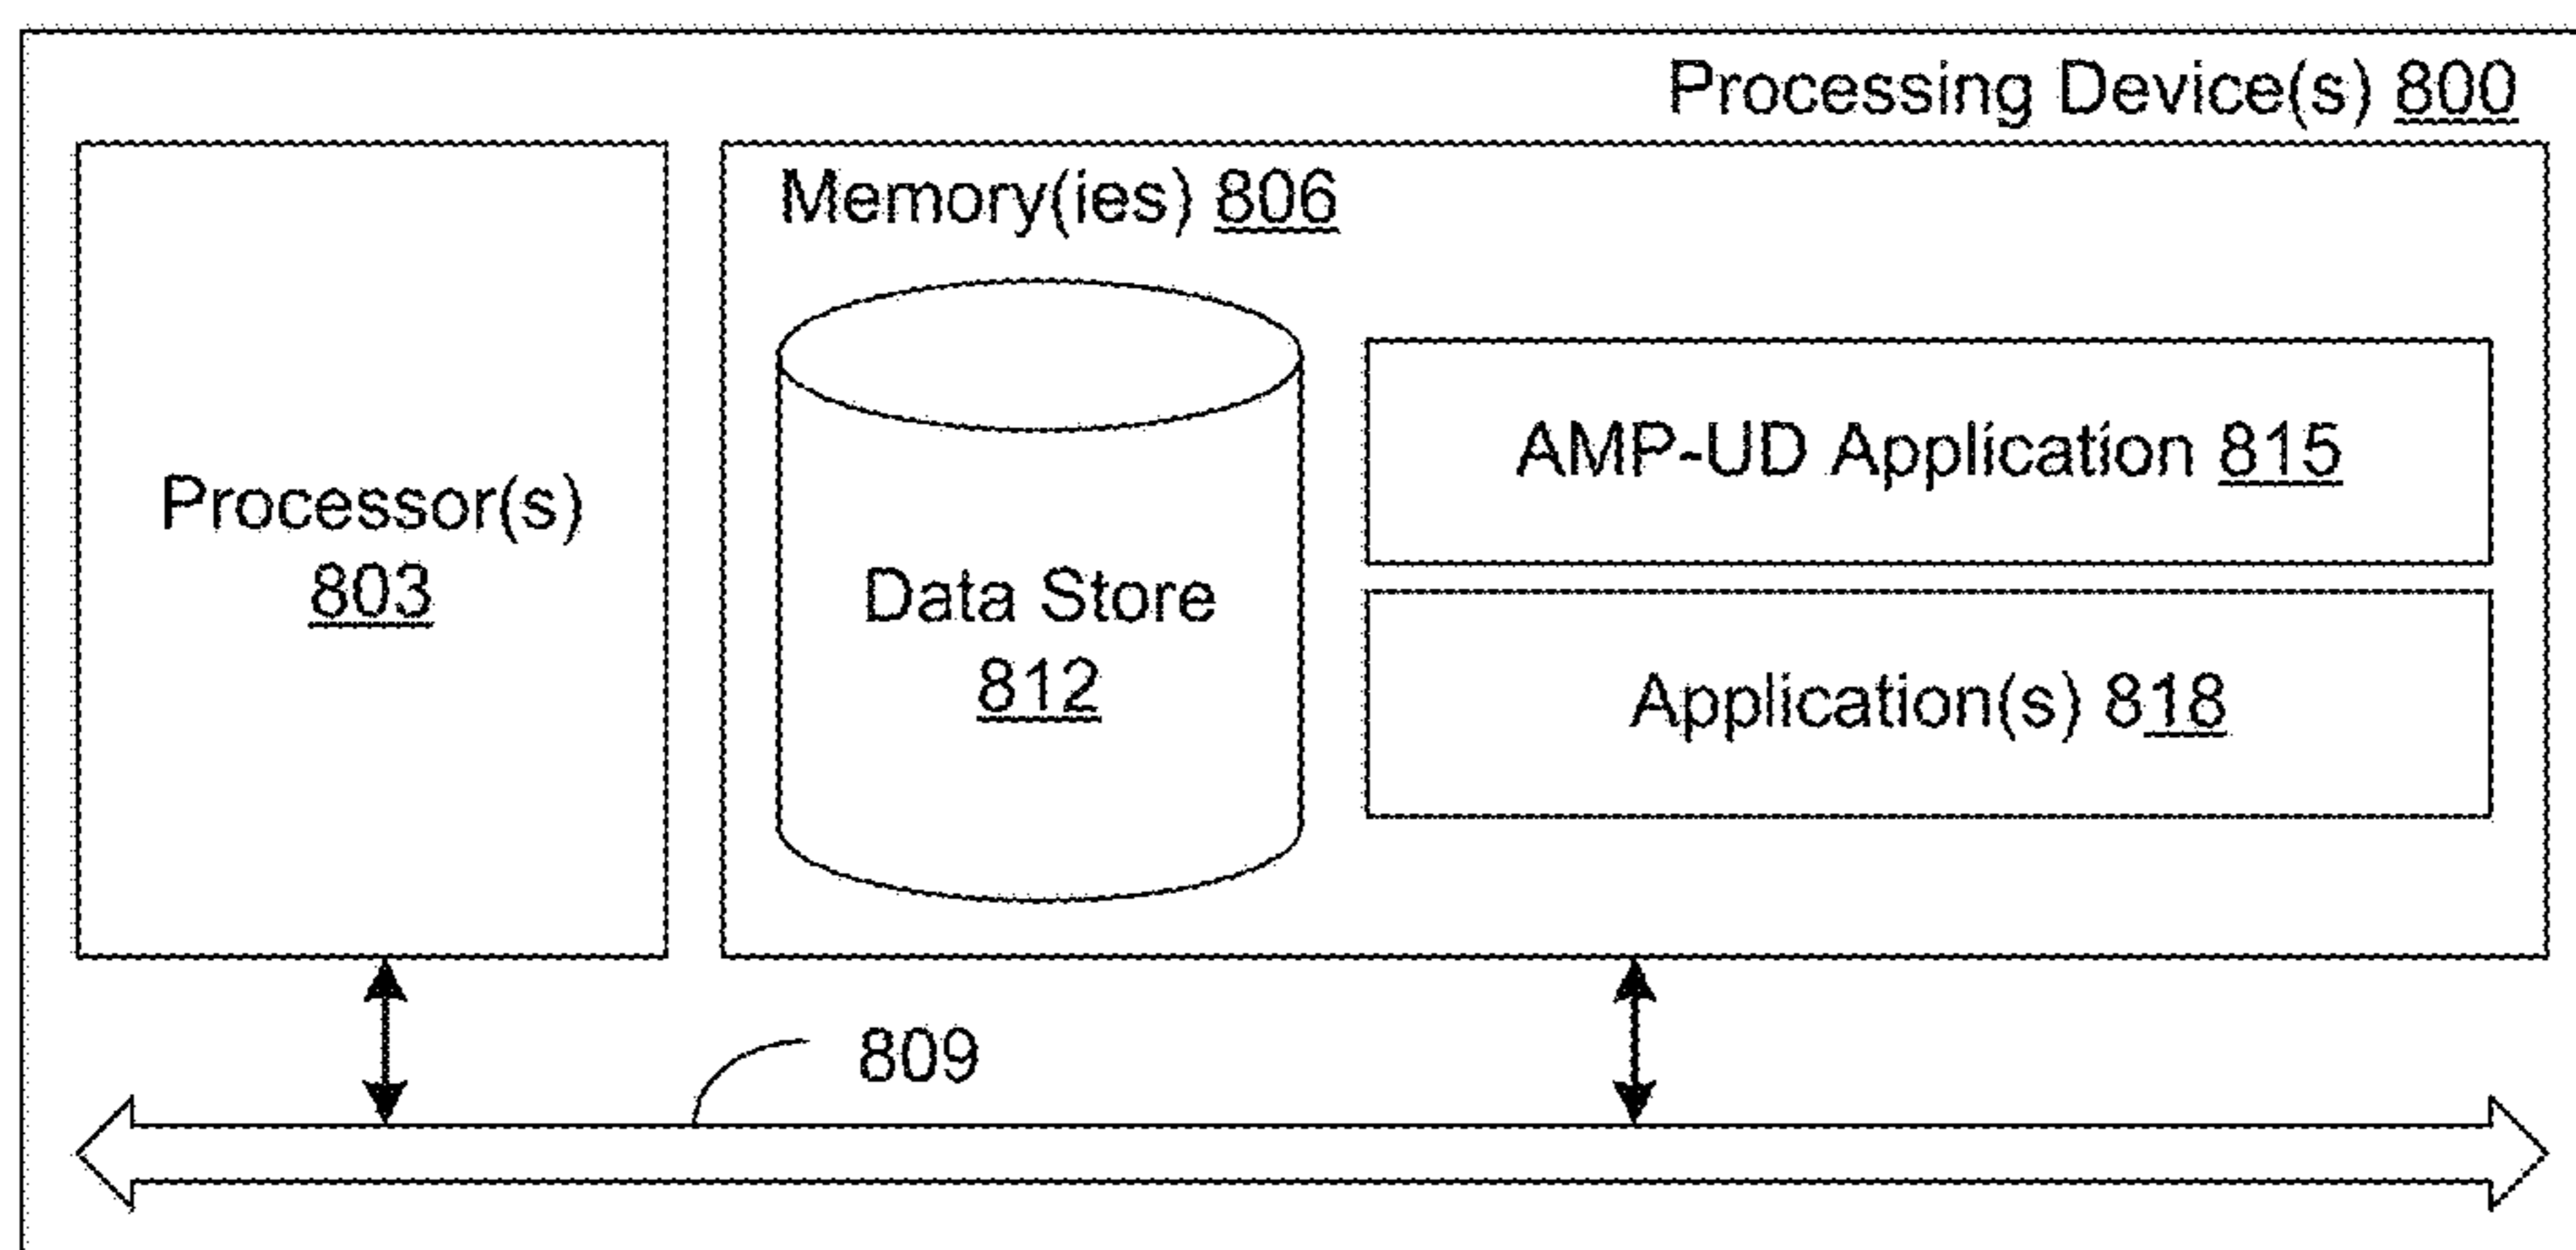 Processing Device(s) 800
Memory(ies) 806
Processor(s)
803
Data Store
812
AMP-UD Application 815
Application(s) 818
809